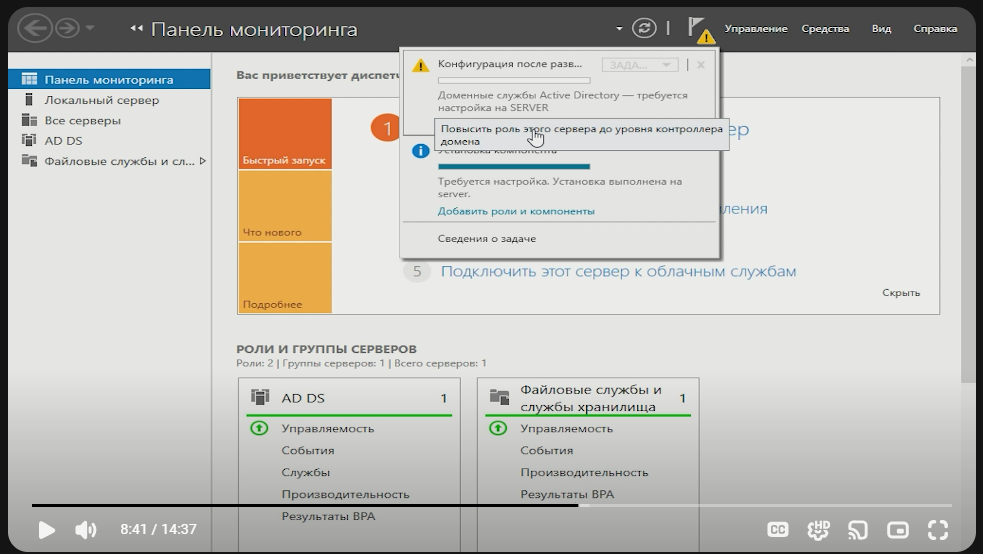 Панель мониторинга
Управление
Средства
Вид
Справка
Панель мониторинга
Локальный сервер
Все серверы
AD DS
Файловые службы и сл...
Вас приветствует диспетч
1
ер
Быстрый запуск
Что нового
Подробнее
Конфигурация после разв...
ЗАДА...
x
Доменные службы Active Directory — требуется
настройка на SERVER
Повысить роль этого сервера до уровня контроллера
домена
Установка компонента
Требуется настройка. Установка выполнена на
server.
Добавить роли и компоненты
Сведения о задаче
ления
5 Подключить этот сервер к облачным службам
Скрыть
РОЛИ И ГРУППЫ СЕРВЕРОВ
Роли: 2 | Группы серверов: 1 | Всего серверов: 1
AD DS 1
Управляемость
События
Службы
Производительность
Результаты BPA
Файловые службы и
службы хранилища 1
Управляемость
События
Производительность
Результаты BPA
8:41 / 14:37
CC
HD